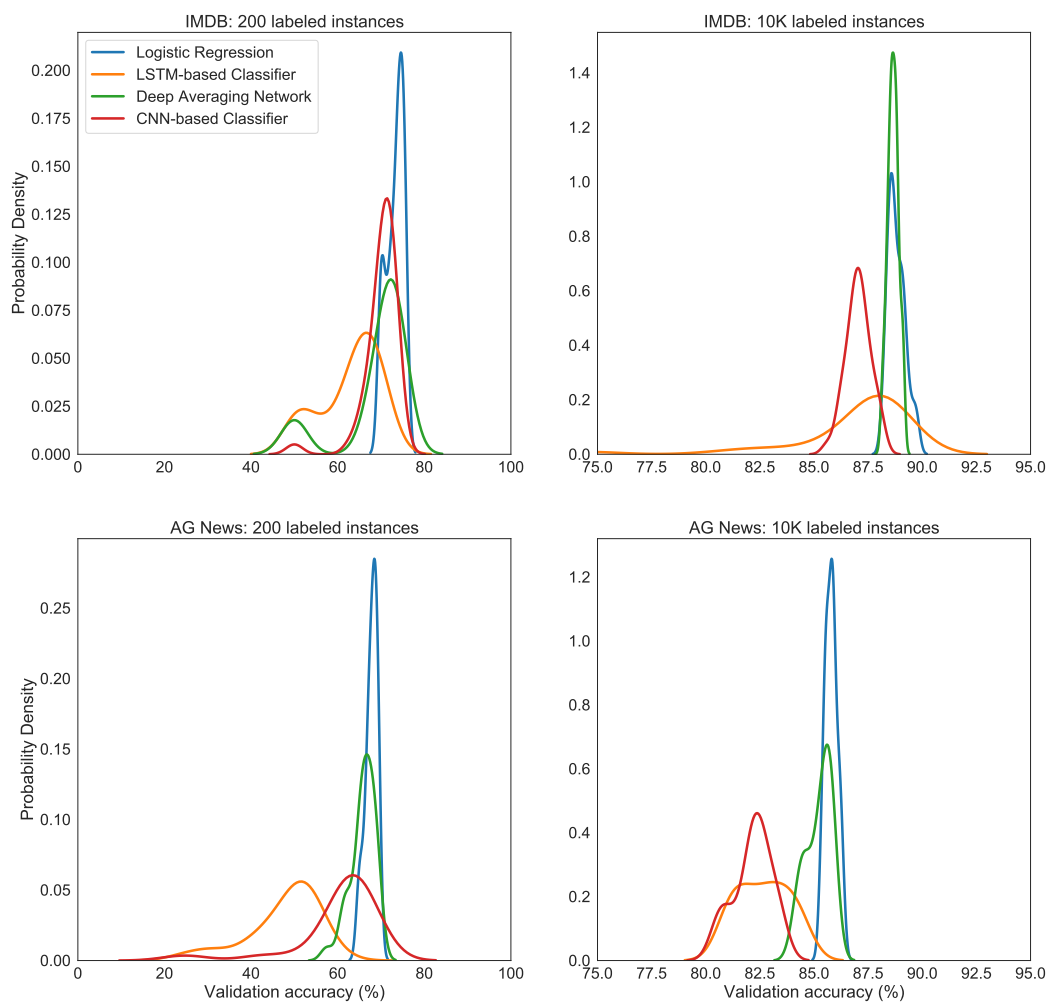 IMDB: 200 labeled instances
Logistic Regression
LSTM-based Classifier
Deep Averaging Network
CNN-based Classifier
Probability Density
0.200
0.175
0.150
0.125
0.100
0.075
0.050
0.025
0.000
0 20 40 60 80 100
IMDB: 10K labeled instances
1.4
1.2
1.0
0.8
0.6
0.4
0.2
0.0
75.0 77.5 80.0 82.5 85.0 87.5 90.0 92.5 95.0
AG News: 200 labeled instances
Probability Density
0.25
0.20
0.15
0.10
0.05
0.00
0 20 40 60 80 100
Validation accuracy (%)
AG News: 10K labeled instances
1.2
1.0
0.8
0.6
0.4
0.2
0.0
75.0 77.5 80.0 82.5 85.0 87.5 90.0 92.5 95.0
Validation accuracy (%)